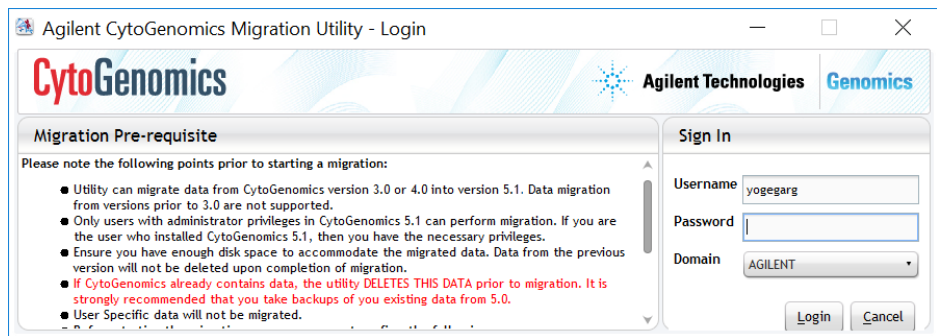 Agilent CytoGenomics Migration Utility - Login
CytoGenomics
Agilent Technologies
Genomics
Migration Pre-requisite
Please note the following points prior to starting a migration:
Utility can migrate data from CytoGenomics version 3.0 or 4.0 into version 5.1. Data migration
from versions prior to 3.0 are not supported.
Only users with administrator privileges in CytoGenomics 5.1 can perform migration. If you are
the user who installed CytoGenomics 5.1, then you have the necessary privileges.
Ensure you have enough disk space to accommodate the migrated data. Data from the previous
version will not be deleted upon completion of migration.
If CytoGenomics already contains data, the utility DELETES THIS DATA prior to migration. It is
strongly recommended that you take backups of you existing data from 5.0.
User Specific data will not be migrated.
Sign In
Username yogegarg
Password
Domain AGILENT
Login Cancel